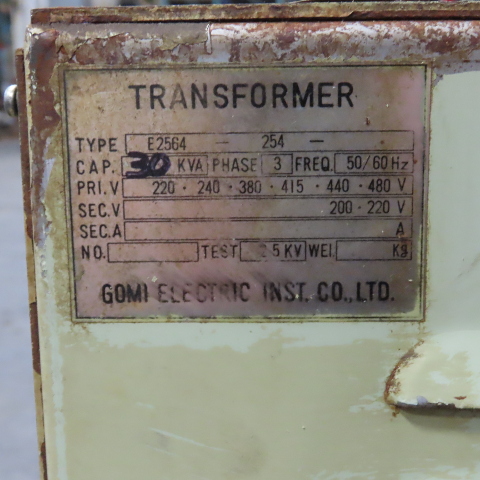 TRANSFORMER
TYPE E2564 — 254 —
CAP. 30 KVA PHASE 3 FREQ. 50/60 Hz
PRI.V 220 · 240 · 380 · 415 · 440 · 480 V
SEC.V 200 · 220 V
SEC.A A
NO. TEST 2.5 KV WEI. Kg
GOMI ELECTRIC INST. CO., LTD.